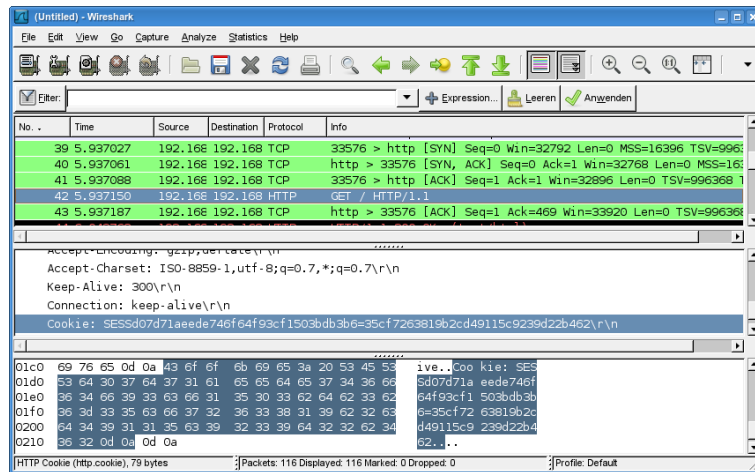 (Untitled) - Wireshark
File Edit View Go Capture Analyze Statistics Help
Filter: Expression... Leeren Anwenden
No. . Time Source Destination Protocol Info
39 5.937027 192.168 192.168 TCP 33576 > http [SYN] Seq=0 Win=32792 Len=0 MSS=16396 TSV=9963
40 5.937061 192.168 192.168 TCP http > 33576 [SYN, ACK] Seq=0 Ack=1 Win=32768 Len=0 MSS=163
41 5.937088 192.168 192.168 TCP 33576 > http [ACK] Seq=1 Ack=1 Win=32896 Len=0 TSV=996368 T
42 5.937150 192.168 192.168 HTTP GET / HTTP/1.1
43 5.937187 192.168 192.168 TCP http > 33576 [ACK] Seq=1 Ack=469 Win=33920 Len=0 TSV=996368
Accept-Encoding: gzip,deflate\r\n
Accept-Charset: ISO-8859-1,utf-8;q=0.7,*;q=0.7\r\n
Keep-Alive: 300\r\n
Connection: keep-alive\r\n
Cookie: SESSd07d71aeede746f64f93cf1503bdb3b6=35cf7263819b2cd49115c9239d22b462\r\n
01c0 69 76 65 0d 0a 43 6f 6f 6b 69 65 3a 20 53 45 53 ive..Coo kie: SES
01d0 53 64 30 37 64 37 31 61 65 65 64 65 37 34 36 66 Sd07d71a eede746f
01e0 36 34 66 39 33 63 66 31 35 30 33 62 64 62 33 62 64f93cf1 503bdb3b
01f0 36 3d 33 35 63 66 37 32 36 33 38 31 39 62 32 63 6=35cf72 63819b2c
0200 64 34 39 31 31 35 63 39 32 33 39 64 32 32 62 34 d49115c9 239d22b4
0210 36 32 0d 0a 0d 0a 62....
HTTP Cookie (http.cookie), 79 bytes Packets: 116 Displayed: 116 Marked: 0 Dropped: 0 Profile: Default